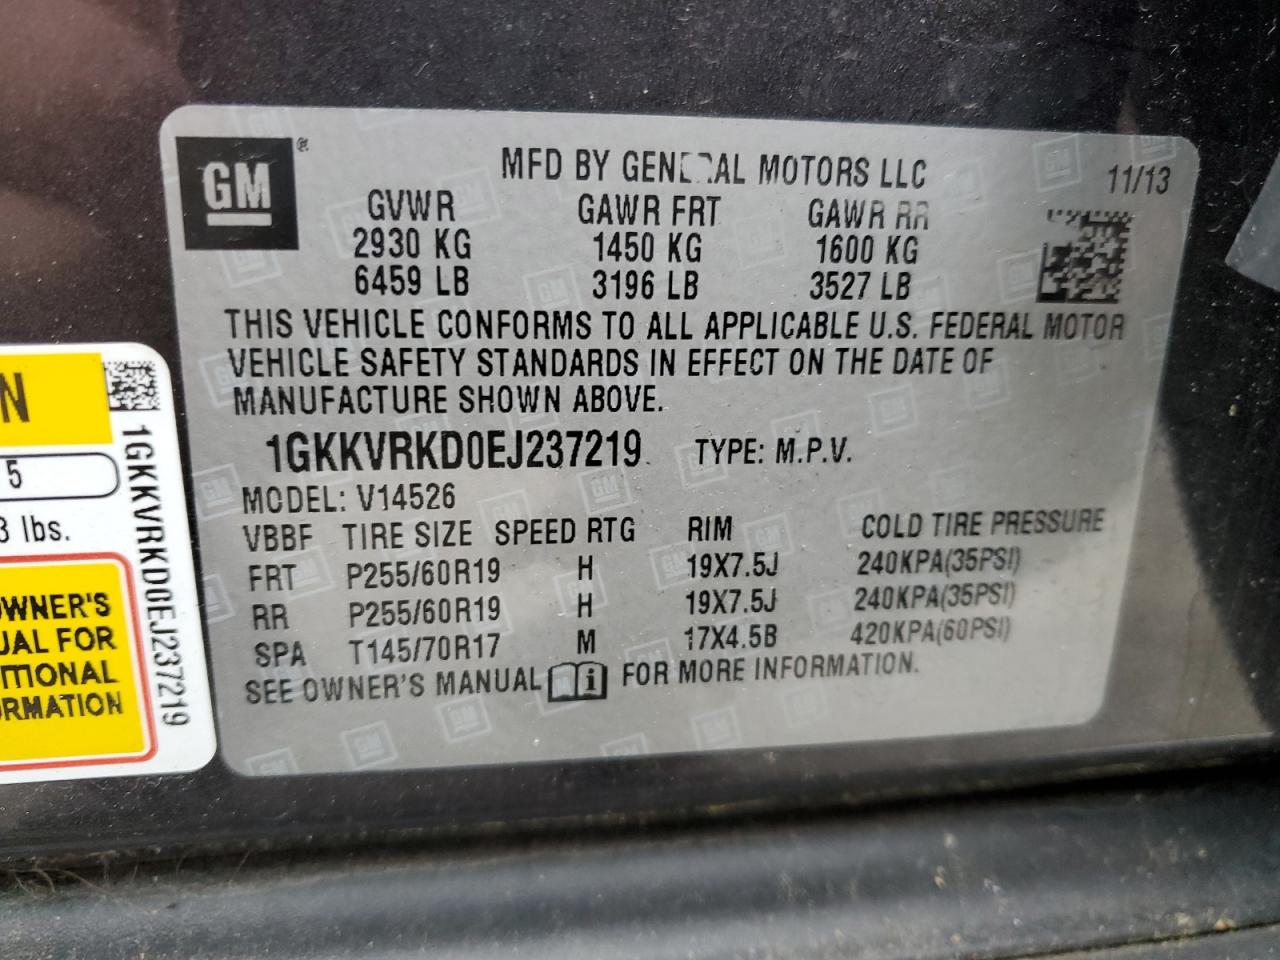 GM
MFD BY GENERAL MOTORS LLC 11/13
GVWR GAWR FRT GAWR RR
2930 KG 1450 KG 1600 KG
6459 LB 3196 LB 3527 LB
THIS VEHICLE CONFORMS TO ALL APPLICABLE U.S. FEDERAL MOTOR
VEHICLE SAFETY STANDARDS IN EFFECT ON THE DATE OF
MANUFACTURE SHOWN ABOVE.
1GKKVRKD0EJ237219 TYPE: M.P.V.
MODEL: V14526
VBBF TIRE SIZE SPEED RTG RIM COLD TIRE PRESSURE
FRT P255/60R19 H 19X7.5J 240KPA(35PSI)
RR P255/60R19 H 19X7.5J 240KPA(35PSI)
SPA T145/70R17 M 17X4.5B 420KPA(60PSI)
SEE OWNER'S MANUAL i FOR MORE INFORMATION.
N
5
3 lbs.
OWNER'S
UAL FOR
ITIONAL
ORMATION
1GKKVRKD0EJ237219